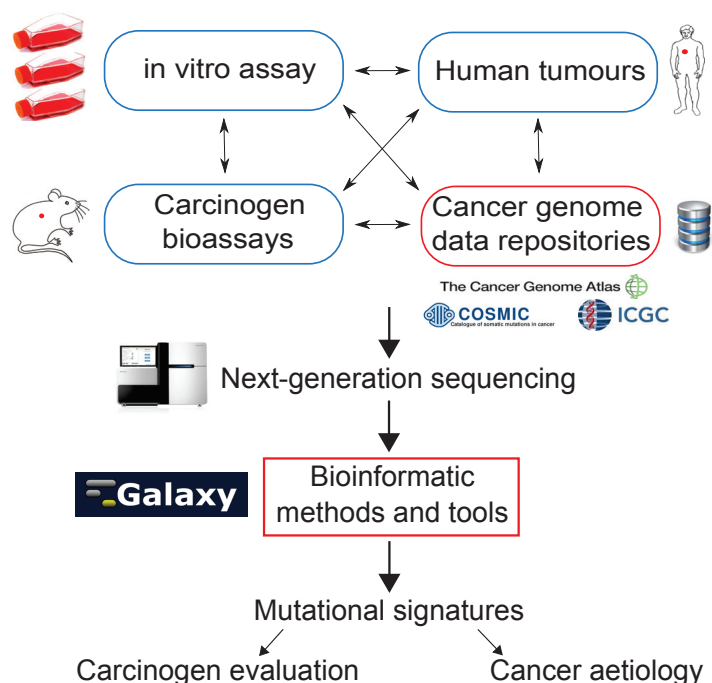 in vitro assay
Human tumours
Carcinogen
bioassays
Cancer genome
data repositories
The Cancer Genome Atlas
COSMIC
Catalogue of somatic mutations in cancer
ICGC
Next-generation sequencing
Galaxy
Bioinformatic
methods and tools
Mutational signatures
Carcinogen evaluation
Cancer aetiology